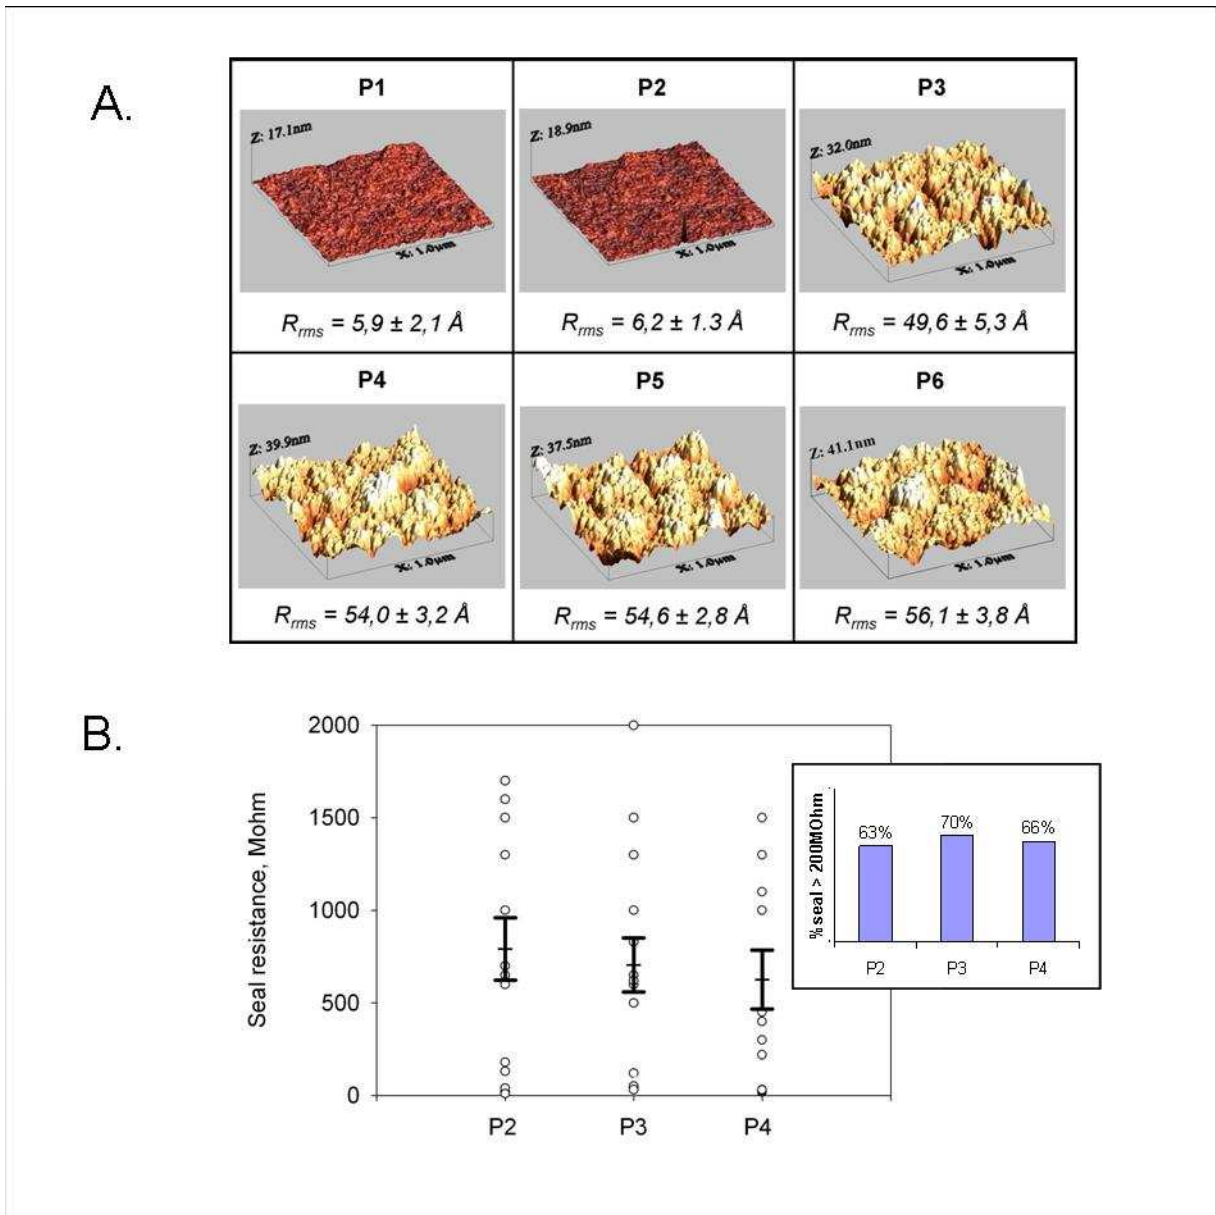 A.
P1
P2
P3
Z: 17.1nm
X: 1.0µm
Z: 18.9nm
X: 1.0µm
Z: 32.0nm
X: 1.0µm
Rrms = 5,9 ± 2,1 Å
Rrms = 6,2 ± 1.3 Å
Rrms = 49,6 ± 5,3 Å
P4
P5
P6
Z: 39.9nm
X: 1.0µm
Z: 37.5nm
X: 1.0µm
Z: 41.1nm
X: 1.0µm
Rrms = 54,0 ± 3,2 Å
Rrms = 54,6 ± 2,8 Å
Rrms = 56,1 ± 3,8 Å
B.
Seal resistance, Mohm
2000
1500
1000
500
0
P2
P3
P4
% seal > 200MOhm
63%
70%
66%
P2
P3
P4